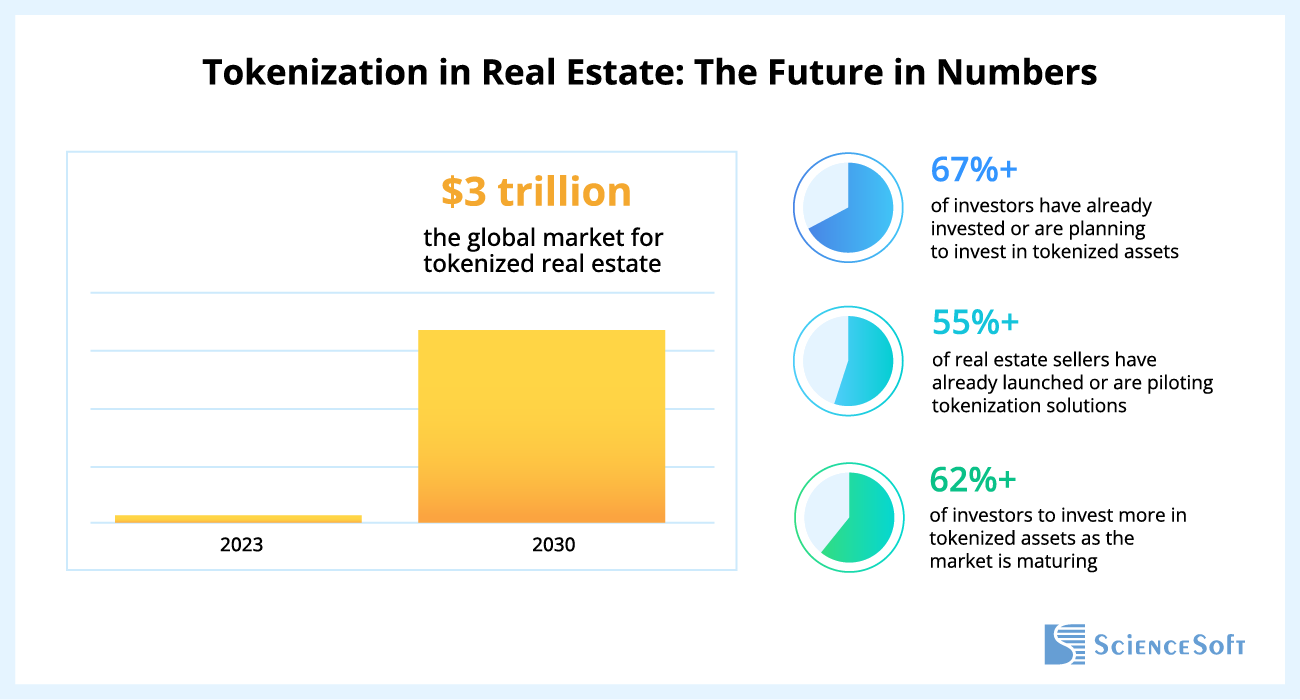 Tokenization in Real Estate: The Future in Numbers
$3 trillion
the global market for
tokenized real estate
2023
2030
67%+
of investors have already
invested or are planning
to invest in tokenized assets
55%+
of real estate sellers have
already launched or are piloting
tokenization solutions
62%+
of investors to invest more in
tokenized assets as the
market is maturing
ScienceSoft